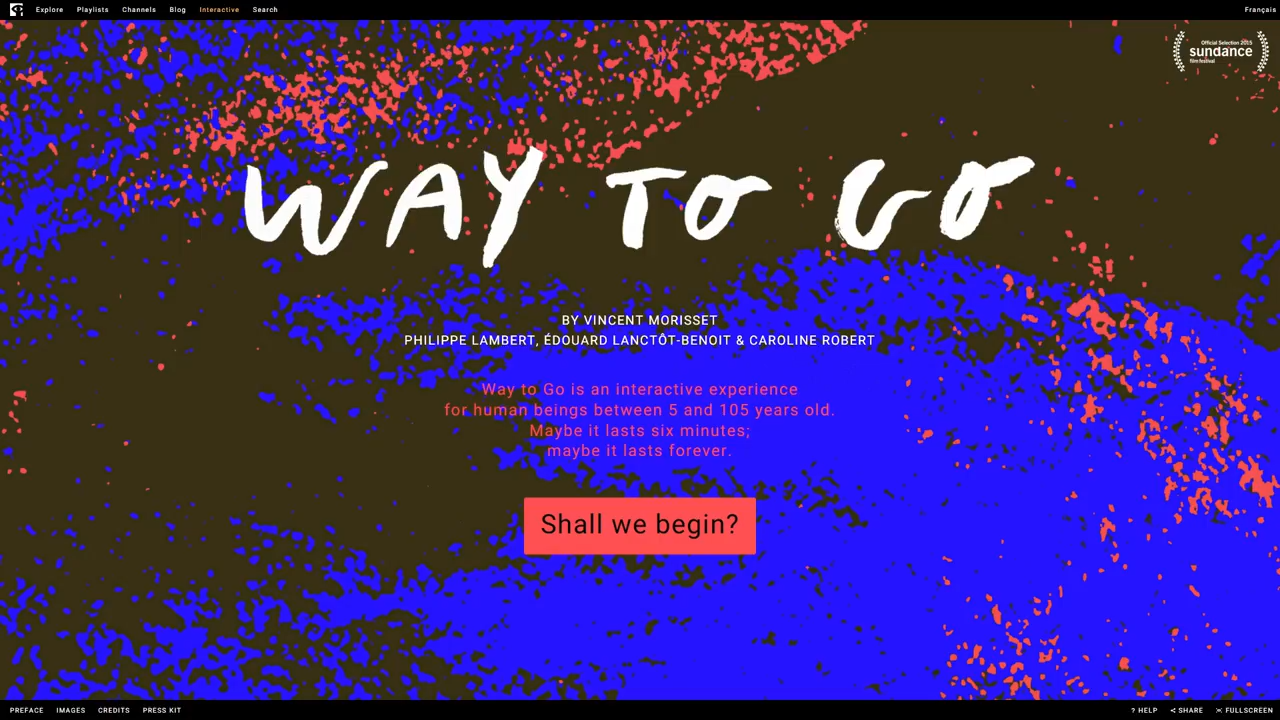 Explore Playlists Channels Blog Interactive Search Français
Official Selection 2015
sundance
film festival
WAY TO GO
BY VINCENT MORISSET
PHILIPPE LAMBERT, ÉDOUARD LANCTÔT-BENOIT & CAROLINE ROBERT
Way to Go is an interactive experience
for human beings between 5 and 105 years old.
Maybe it lasts six minutes;
maybe it lasts forever.
Shall we begin?
PREFACE IMAGES CREDITS PRESS KIT ? HELP SHARE FULLSCREEN